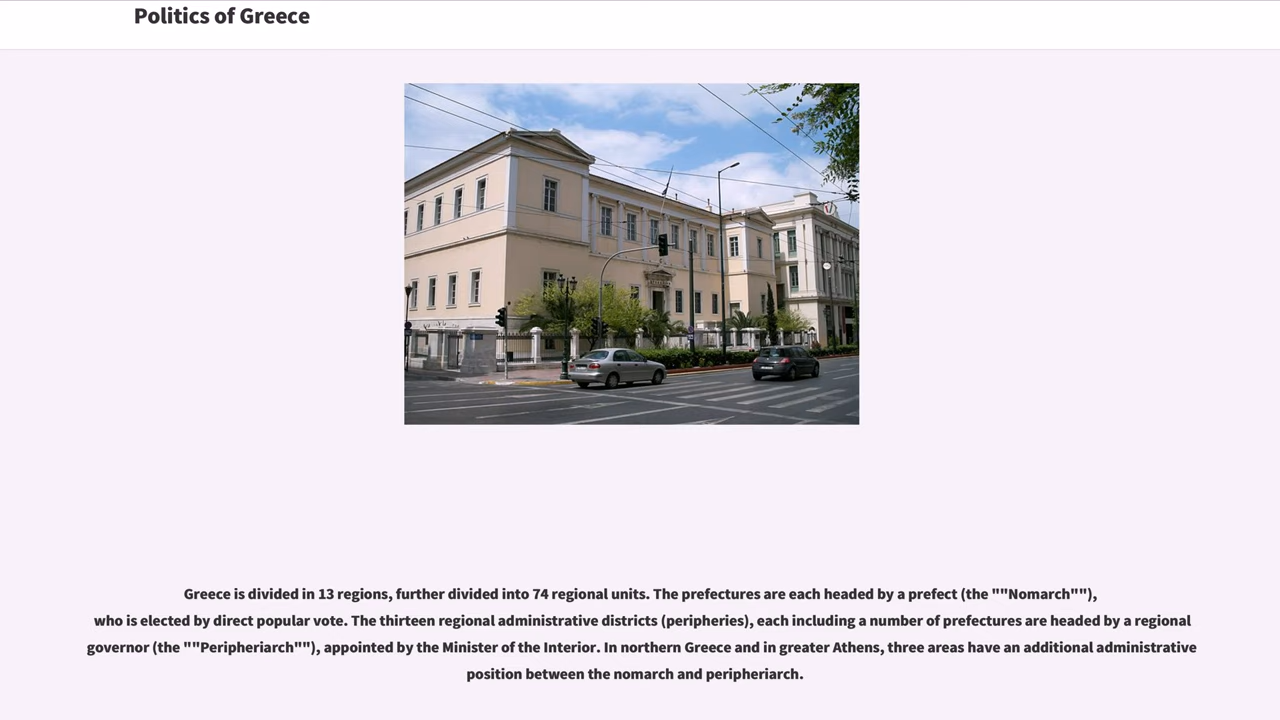 Politics of Greece
Greece is divided in 13 regions, further divided into 74 regional units. The prefectures are each headed by a prefect (the ""Nomarch""),
who is elected by direct popular vote. The thirteen regional administrative districts (peripheries), each including a number of prefectures are headed by a regional
governor (the ""Peripheriarch""), appointed by the Minister of the Interior. In northern Greece and in greater Athens, three areas have an additional administrative
position between the nomarch and peripheriarch.